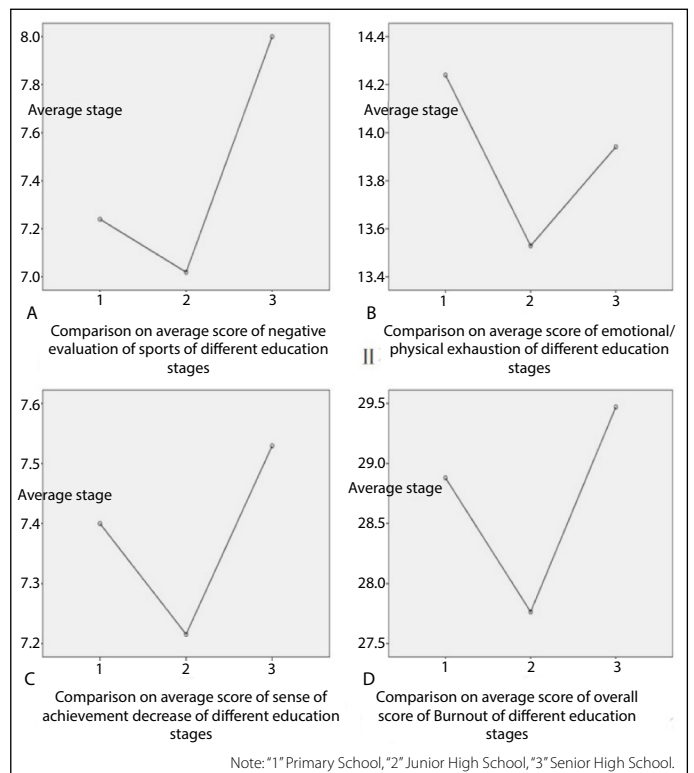 8.0
7.8
Average stage
7.6
7.4
7.2
7.0
1 2 3
A
Comparison on average score of negative
evaluation of sports of different education
stages
14.4
14.2
Average stage
14.0
13.8
13.6
13.4
1 2 3
B
Comparison on average score of emotional/
II physical exhaustion of different education
stages
7.6
7.5
Average stage
7.4
7.3
7.2
1 2 3
C
Comparison on average score of sense of
achievement decrease of different education
stages
29.5
29.0
Average stage
28.5
28.0
27.5
1 2 3
D
Comparison on average score of overall
score of Burnout of different education
stages
Note: "1" Primary School, "2" Junior High School, "3" Senior High School.